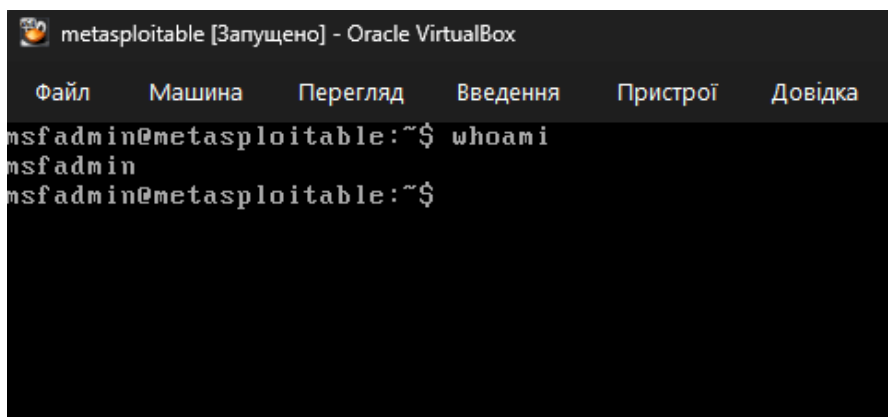 metasploitable [Запущено] - Oracle VirtualBox
Файл Машина Перегляд Введення Пристрої Довідка
msfadmin@metasploitable:~$ whoami
msfadmin
msfadmin@metasploitable:~$